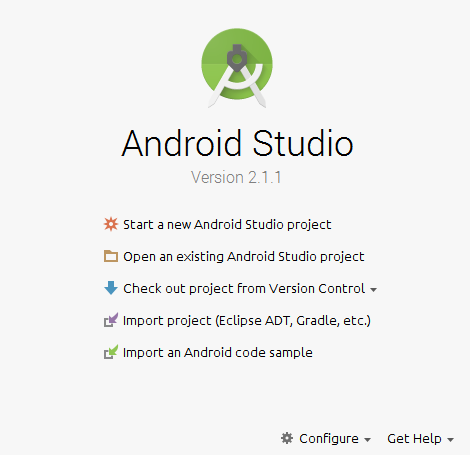 Android Studio
Version 2.1.1
Start a new Android Studio project
Open an existing Android Studio project
Check out project from Version Control
Import project (Eclipse ADT, Gradle, etc.)
Import an Android code sample
Configure Get Help